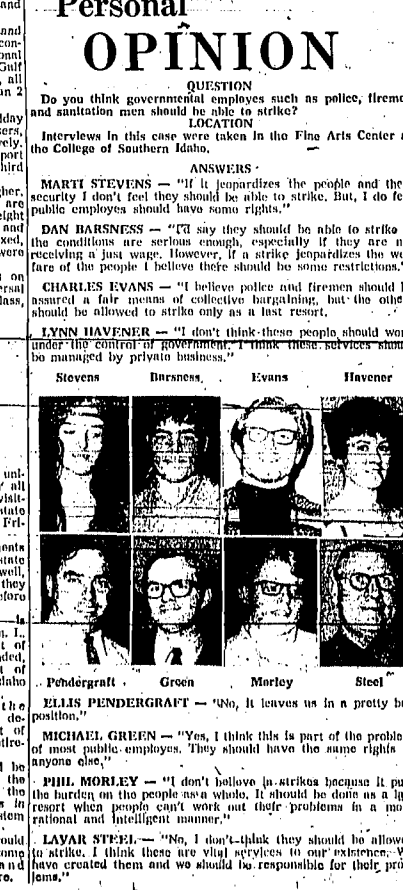 Personal
OPINION
QUESTION
Do you think governmental employes such as police, firem
and sanitation men should be able to strike?
LOCATION
Interviews in this case were taken in the Fine Arts Center
the College of Southern Idaho.
ANSWERS
MARTI STEVENS — "If it jeopardizes the people and the
security I don't feel they should be able to strike. But, I do fe
public employes should have some rights."
DAN BARSNESS — "I'd say they should be able to strike
the conditions are serious enough, especially if they are n
receiving a just wage. However, if a strike jeopardizes the we
fare of the people I believe there should be some restrictions."
CHARLES EVANS — "I believe police and firemen should
assured a fair means of collective bargaining, but the othe
should be allowed to strike only as a last resort.
LYNN HAVENER — "I don't think these people should wor
under the control of government. I think these services shou
be managed by private business."
Stevens Barsness Evans Havener
Pendergraft Green Morley Steel
ELLIS PENDERGRAFT — "No, it leaves us in a pretty b
position."
MICHAEL GREEN — "Yes, I think this is part of the proble
of most public employes. They should have the same rights
anyone else."
PHIL MORLEY — "I don't believe in strikes because it pu
the burden on the people as a whole. It should be done as a
resort when people can't work out their problems in a mo
rational and intelligent manner."
LAVAR STEEL — "No, I don't think they should be allowe
to strike. I think these are vital services to our existence. W
have created them and we should be responsible for their pro
lems."